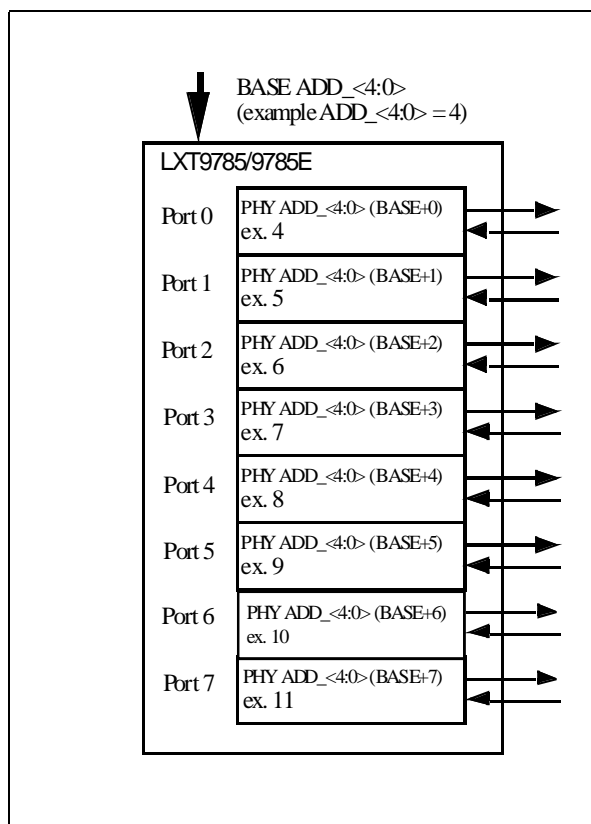 BASE ADD_<4:0>
(example ADD_<4:0> = 4)
LXT9785/9785E
Port 0
PHY ADD_<4:0> (BASE+0)
ex. 4
Port 1
PHY ADD_<4:0> (BASE+1)
ex. 5
Port 2
PHY ADD_<4:0> (BASE+2)
ex. 6
Port 3
PHY ADD_<4:0> (BASE+3)
ex. 7
Port 4
PHY ADD_<4:0> (BASE+4)
ex. 8
Port 5
PHY ADD_<4:0> (BASE+5)
ex. 9
Port 6
PHY ADD_<4:0> (BASE+6)
ex. 10
Port 7
PHY ADD_<4:0> (BASE+7)
ex. 11